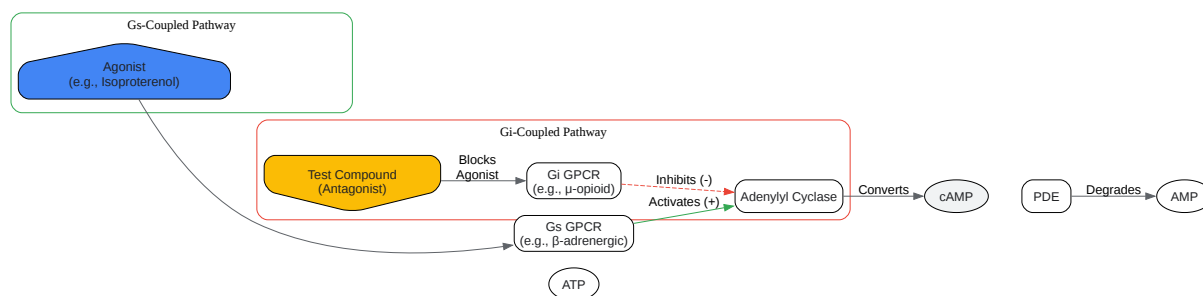 Gs-Coupled Pathway
Agonist
(e.g., Isoproterenol)
Gi-Coupled Pathway
Test Compound
(Antagonist)
Blocks
Agonist
Gi GPCR
(e.g., μ-opioid)
Inhibits (-)
Activates (+)
Adenylyl Cyclase
Converts
cAMP
PDE
Degrades
AMP
Gs GPCR
(e.g., β-adrenergic)
ATP